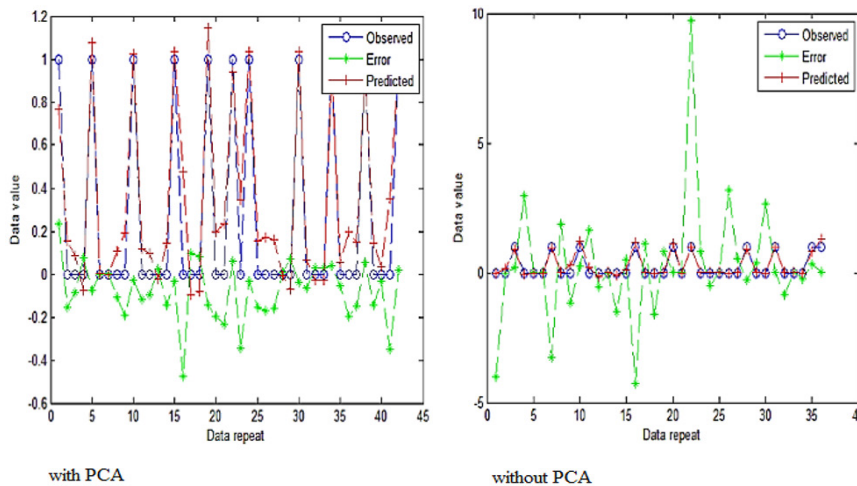 1.2
1
0.8
0.6
0.4
0.2
0
-0.2
-0.4
-0.6
0
5
10
15
20
25
30
35
40
45
Data value
Data repeat
Observed
Error
Predicted
with PCA
10
5
0
-5
0
5
10
15
20
25
30
35
40
Data value
Data repeat
Observed
Error
Predicted
without PCA